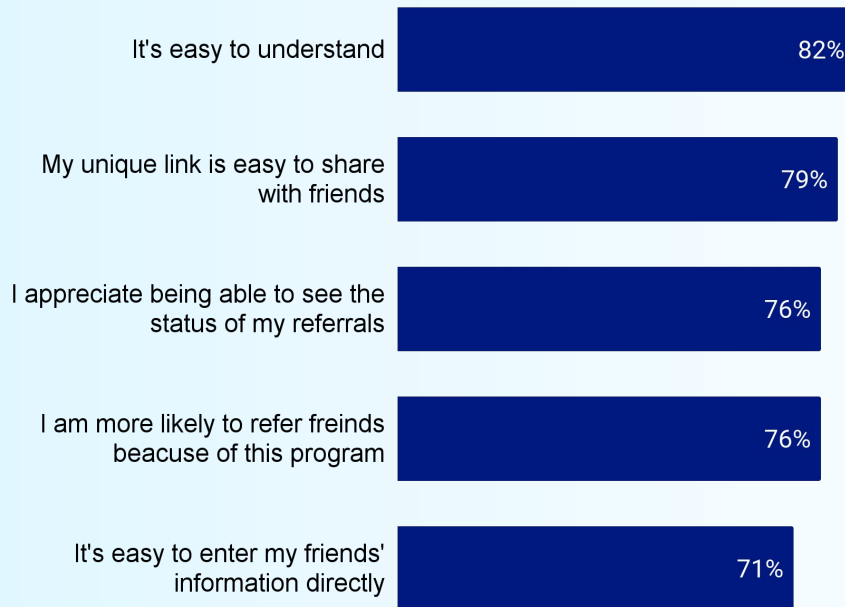 It's easy to understand
82%
My unique link is easy to share
with friends
79%
I appreciate being able to see the
status of my referrals
76%
I am more likely to refer freinds
beacuse of this program
76%
It's easy to enter my friends'
information directly
71%